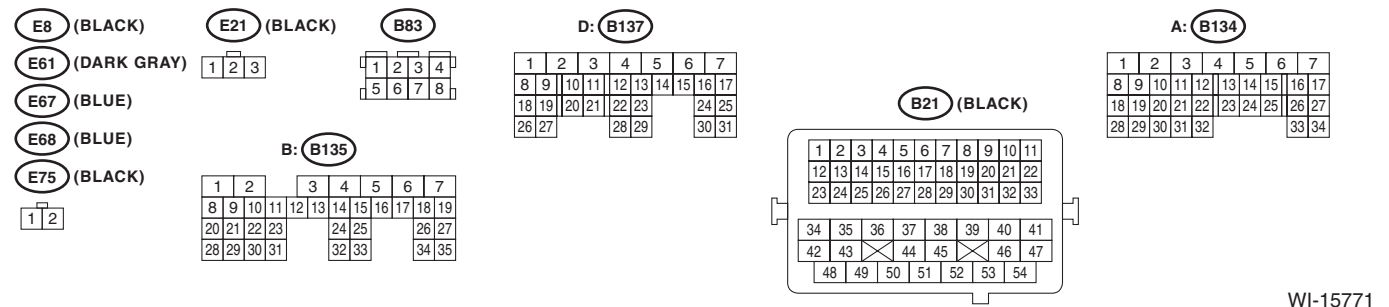 E8 (BLACK)
E61 (DARK GRAY)
E67 (BLUE)
E68 (BLUE)
E75 (BLACK)
1 2
E21 (BLACK)
1 2 3
B83
1 2 3 4
5 6 7 8
B: B135
1 2 3 4 5 6 7
8 9 10 11 12 13 14 15 16 17 18 19
20 21 22 23 24 25 26 27
28 29 30 31 32 33 34 35
D: B137
1 2 3 4 5 6 7
8 9 10 11 12 13 14 15 16 17
18 19 20 21 22 23 24 25
26 27 28 29 30 31
B21 (BLACK)
1 2 3 4 5 6 7 8 9 10 11
12 13 14 15 16 17 18 19 20 21 22
23 24 25 26 27 28 29 30 31 32 33
34 35 36 37 38 39 40 41
42 43 44 45 46 47
48 49 50 51 52 53 54
A: B134
1 2 3 4 5 6 7
8 9 10 11 12 13 14 15 16 17
18 19 20 21 22 23 24 25 26 27
28 29 30 31 32 33 34
WI-15771